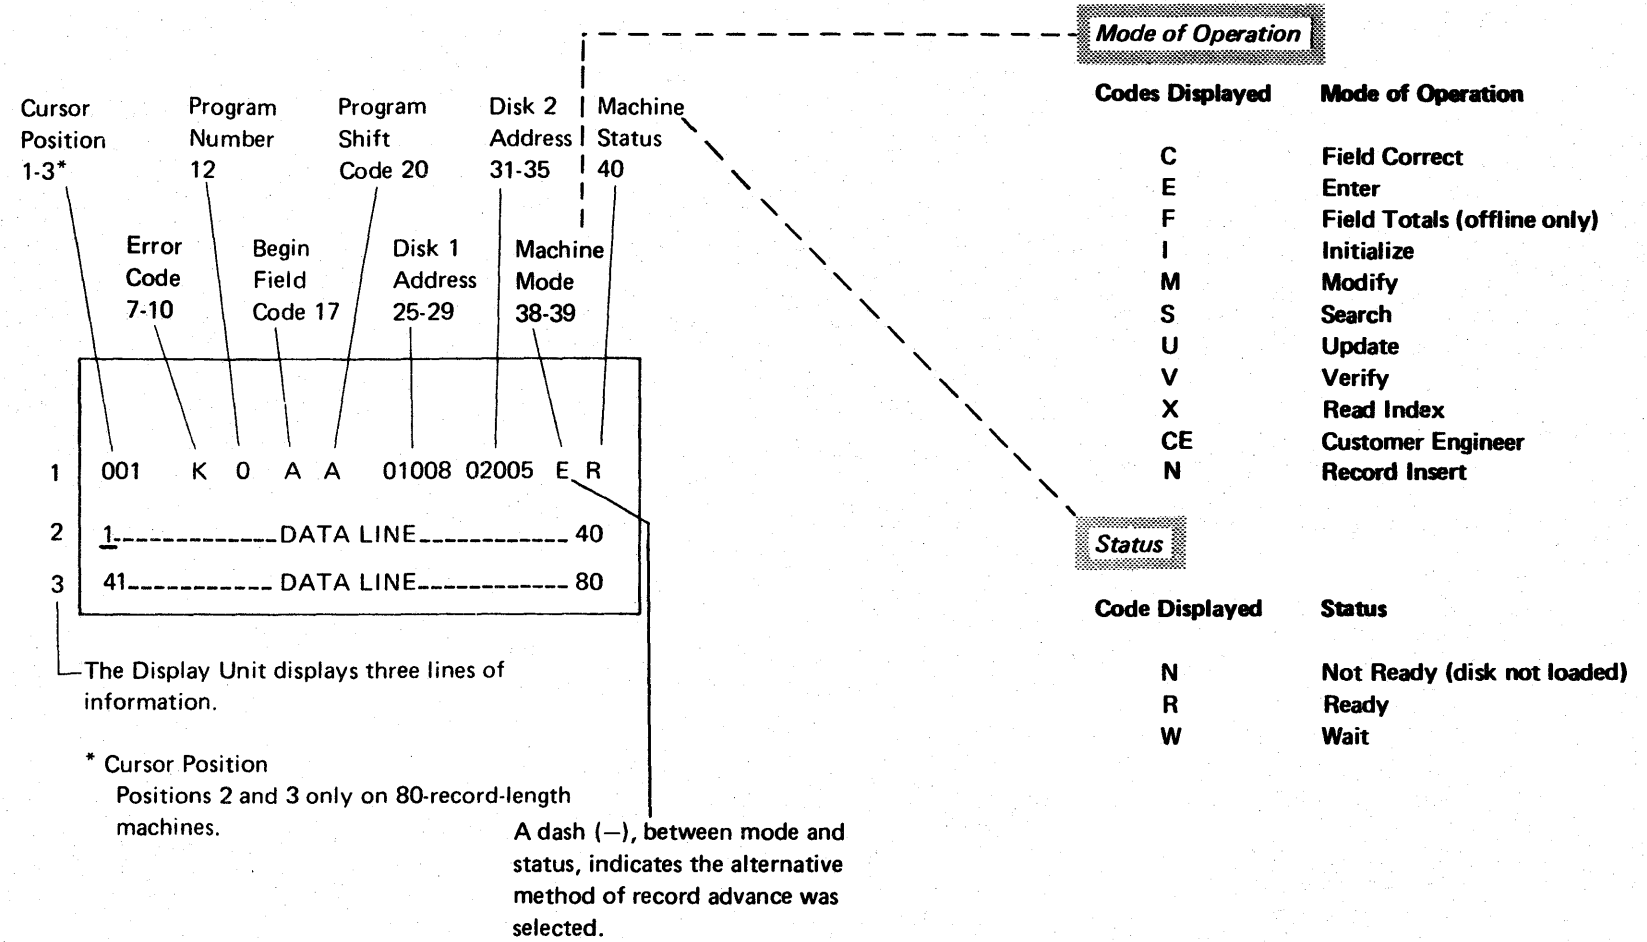 Mode of Operation
Cursor
Position
1-3*
Program
Number
12
Program
Shift
Code 20
Disk 2
Address
31-35
Machine
Status
40
Error
Code
7-10
Begin
Field
Code 17
Disk 1
Address
25-29
Machine
Mode
38-39
1 001 K 0 A A 01008 02005 E R
2 1-------------DATA LINE------------ 40
3 41------------ DATA LINE------------ 80
The Display Unit displays three lines of
information.
* Cursor Position
Positions 2 and 3 only on 80-record-length
machines.
A dash (—), between mode and
status, indicates the alternative
method of record advance was
selected.
Codes Displayed Mode of Operation
C Field Correct
E Enter
F Field Totals (offline only)
I Initialize
M Modify
S Search
U Update
V Verify
X Read Index
CE Customer Engineer
N Record Insert
Status
Code Displayed Status
N Not Ready (disk not loaded)
R Ready
W Wait